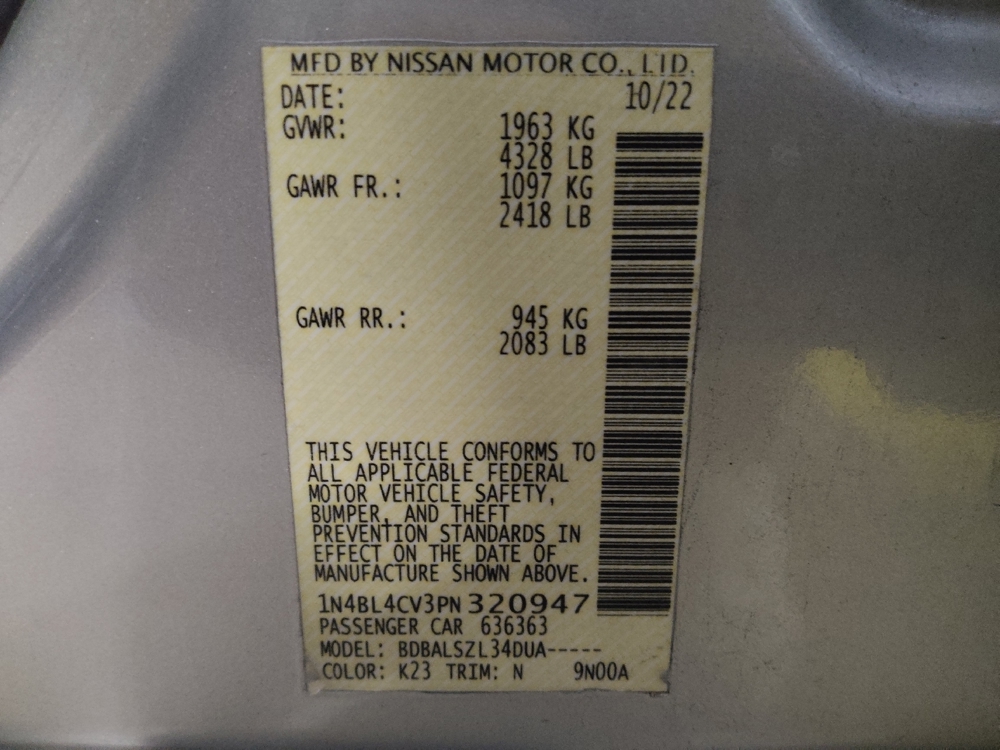 MFD BY NISSAN MOTOR CO., LTD.
DATE: 10/22
GVWR: 1963 KG
4328 LB
GAWR FR.: 1097 KG
2418 LB
GAWR RR.: 945 KG
2083 LB
THIS VEHICLE CONFORMS TO
ALL APPLICABLE FEDERAL
MOTOR VEHICLE SAFETY,
BUMPER, AND THEFT
PREVENTION STANDARDS IN
EFFECT ON THE DATE OF
MANUFACTURE SHOWN ABOVE.
1N4BL4CV3PN320947
PASSENGER CAR 636363
MODEL: BDBALSZL34DUA-----
COLOR: K23 TRIM: N 9N00A